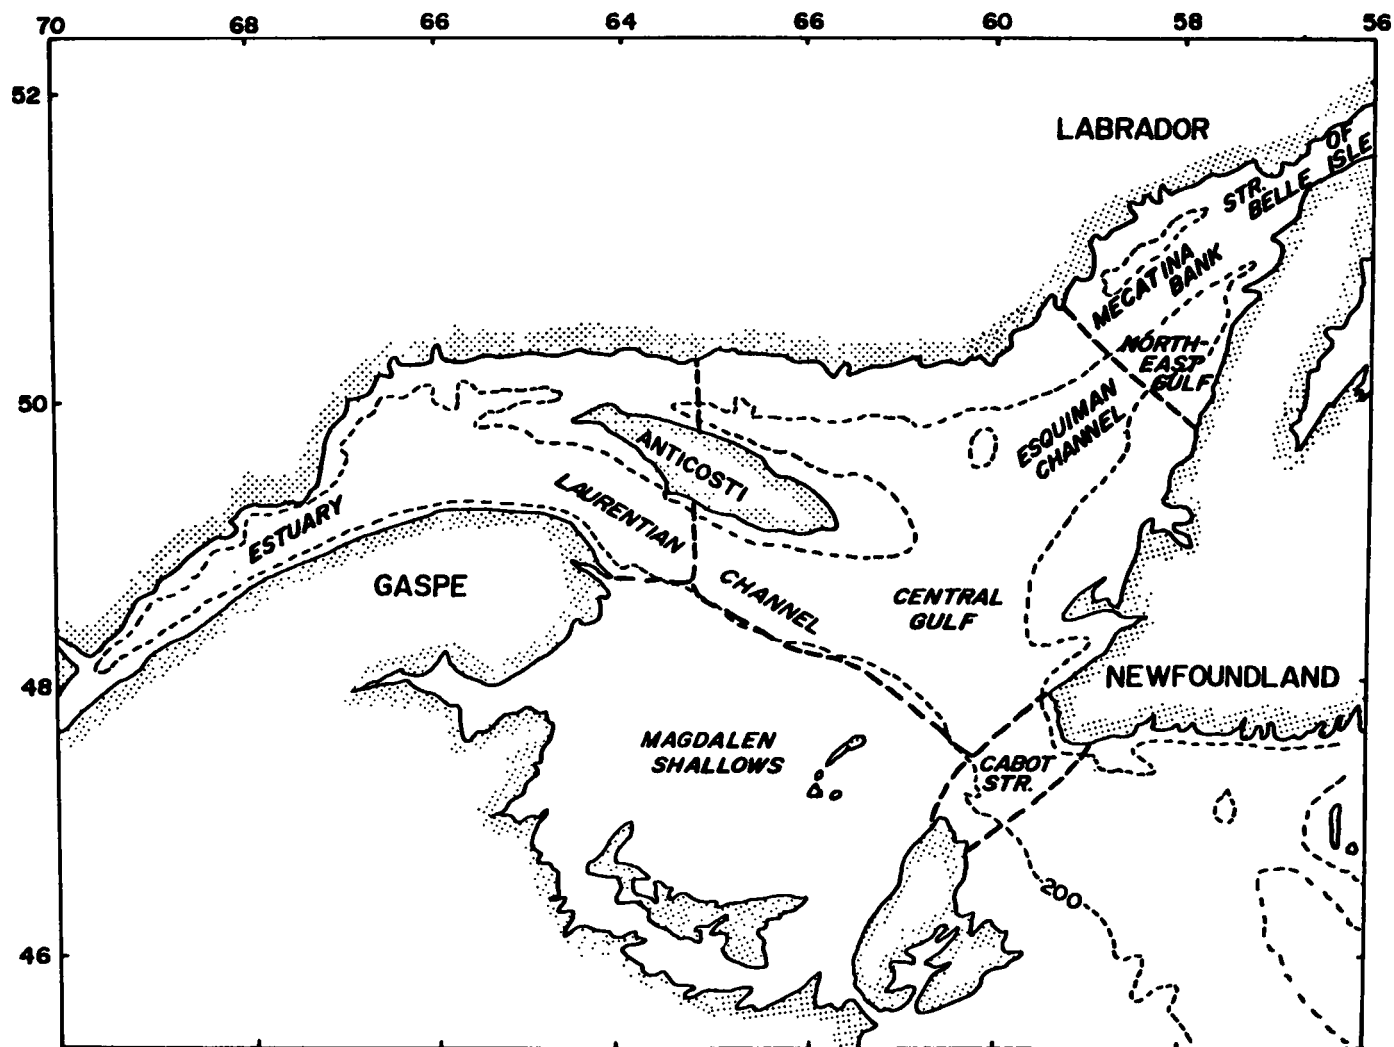 70 68 66 64 66 60 58 56
52
LABRADOR
OF
STR. ISLE
BELLE
MECATINA
BANK
NORTH-
EAST
GULF
50
ESQUIMAN
CHANNEL
ANTICOSTI
LAURENTIAN
ESTUARY
GASPE
CHANNEL
CENTRAL
GULF
48
NEWFOUNDLAND
MAGDALEN
SHALLOWS
CABOT
STR.
200
46